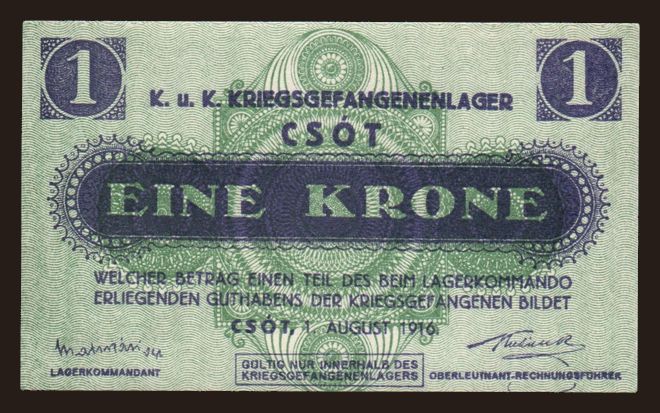 1 1
K. u. K. KRIEGSGEFANGENENLAGER
CSÓT
EINE KRONE
WELCHER BETRAG EINEN TEIL DES BEIM LAGERKOMMANDO
ERLIEGENDEN GUTHABENS DER KRIEGSGEFANGENEN BILDET
CSÓT, 1. AUGUST 1916.
LAGERKOMMANDANT
GÜLTIG NUR INNERHALB DES
KRIEGSGEFANGENENLAGERS
OBERLEUTNANT-RECHNUNGSFÜHRER